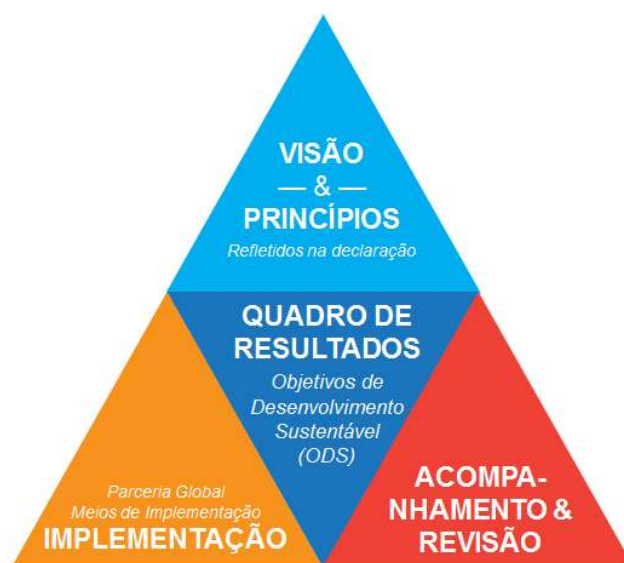 VISÃO
— & —
PRINCÍPIOS
Refletidos na declaração
QUADRO DE
RESULTADOS
Objetivos de
Desenvolvimento
Sustentável
(ODS)
Parceria Global
Meios de Implementação
IMPLEMENTAÇÃO
ACOMPA-
NHAMENTO &
REVISÃO